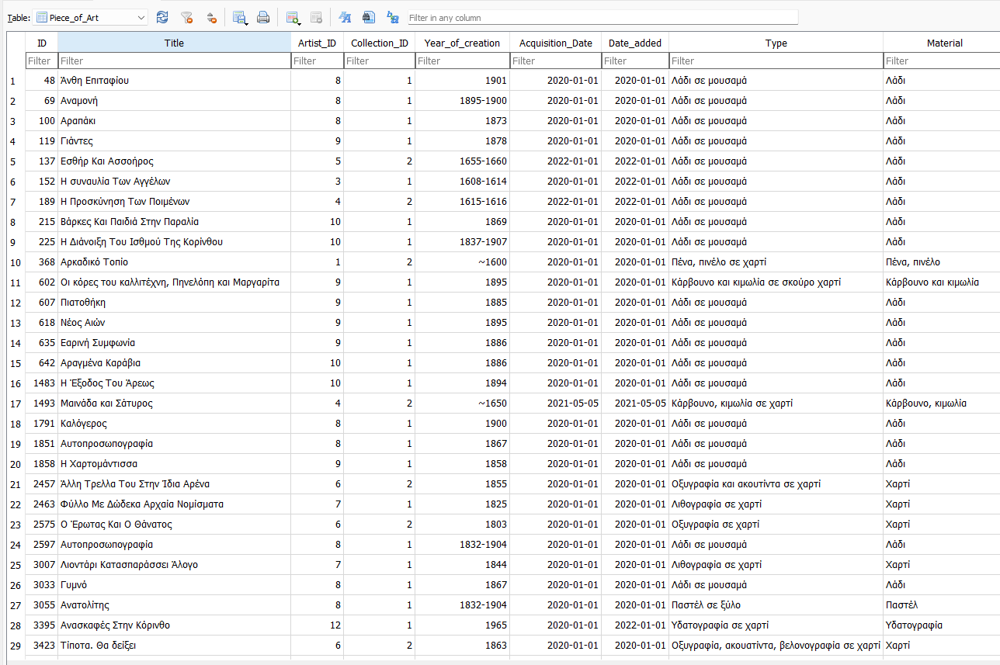 Table: Piece_of_Art Filter in any column
ID Title Artist_ID Collection_ID Year_of_creation Acquisition_Date Date_added Type Material
Filter Filter Filter Filter Filter Filter Filter Filter Filter
1 48 Άνθη Επιταφίου 8 1 1901 2020-01-01 2020-01-01 Λάδι σε μουσαμά Λάδι
2 69 Αναμονή 8 1 1895-1900 2020-01-01 2020-01-01 Λάδι σε μουσαμά Λάδι
3 100 Αραπάκι 8 1 1873 2020-01-01 2020-01-01 Λάδι σε μουσαμά Λάδι
4 119 Γιάντες 9 1 1878 2020-01-01 2020-01-01 Λάδι σε μουσαμά Λάδι
5 137 Εσθήρ Και Ασσοήρος 5 2 1655-1660 2022-01-01 2022-01-01 Λάδι σε μουσαμά Λάδι
6 152 Η συναυλία Των Αγγέλων 3 1 1608-1614 2020-01-01 2022-01-01 Λάδι σε μουσαμά Λάδι
7 189 Η Προσκύνηση Των Ποιμένων 4 2 1615-1616 2022-01-01 2022-01-01 Λάδι σε μουσαμά Λάδι
8 215 Βάρκες Και Παιδιά Στην Παραλία 10 1 1869 2020-01-01 2020-01-01 Λάδι σε μουσαμά Λάδι
9 225 Η Διάνοιξη Του Ισθμού Της Κορίνθου 10 1 1837-1907 2020-01-01 2020-01-01 Λάδι σε μουσαμά Λάδι
10 368 Αρκαδικό Τοπίο 1 2 ~1600 2020-01-01 2020-01-01 Πένα, πινέλο σε χαρτί Πένα, πινέλο
11 602 Οι κόρες του καλλιτέχνη, Πηνελόπη και Μαργαρίτα 9 1 1895 2020-01-01 2020-01-01 Κάρβουνο και κιμωλία σε σκούρο χαρτί Κάρβουνο και κιμωλία
12 607 Πιατοθήκη 9 1 1885 2020-01-01 2020-01-01 Λάδι σε μουσαμά Λάδι
13 618 Νέος Αιών 9 1 1895 2020-01-01 2020-01-01 Λάδι σε μουσαμά Λάδι
14 635 Εαρινή Συμφωνία 9 1 1886 2020-01-01 2020-01-01 Λάδι σε μουσαμά Λάδι
15 642 Αραγμένα Καράβια 10 1 1886 2020-01-01 2020-01-01 Λάδι σε μουσαμά Λάδι
16 1483 Η Έξοδος Του Άρεως 10 1 1894 2020-01-01 2020-01-01 Λάδι σε μουσαμά Λάδι
17 1493 Μαινάδα και Σάτυρος 4 2 ~1650 2021-05-05 2021-05-05 Κάρβουνο, κιμωλία σε χαρτί Κάρβουνο, κιμωλία
18 1791 Καλόγερος 8 1 1900 2020-01-01 2020-01-01 Λάδι σε μουσαμά Λάδι
19 1851 Αυτοπροσωπογραφία 8 1 1867 2020-01-01 2020-01-01 Λάδι σε μουσαμά Λάδι
20 1858 Η Χαρτομάντισσα 9 1 1858 2020-01-01 2020-01-01 Λάδι σε μουσαμά Λάδι
21 2457 Άλλη Τρελλα Του Στην Ίδια Αρένα 6 2 1855 2020-01-01 2020-01-01 Οξυγραφία και ακουτίντα σε χαρτί Χαρτί
22 2463 Φύλλο Με Δώδεκα Αρχαία Νομίσματα 7 1 1825 2020-01-01 2020-01-01 Λιθογραφία σε χαρτί Χαρτί
23 2575 Ο Έρωτας Και Ο Θάνατος 6 2 1803 2020-01-01 2020-01-01 Οξυγραφία σε χαρτί Χαρτί
24 2597 Αυτοπροσωπογραφία 8 1 1832-1904 2020-01-01 2020-01-01 Λάδι σε μουσαμά Λάδι
25 3007 Λιοντάρι Κατασπαράσσει Άλογο 7 1 1844 2020-01-01 2020-01-01 Λιθογραφία σε χαρτί Χαρτί
26 3033 Γυμνό 8 1 1867 2020-01-01 2020-01-01 Λάδι σε μουσαμά Λάδι
27 3055 Ανατολίτης 8 1 1832-1904 2020-01-01 2020-01-01 Παστέλ σε ξύλο Παστέλ
28 3395 Ανασκαφές Στην Κόρινθο 12 1 1965 2020-01-01 2022-01-01 Υδατογραφία σε χαρτί Υδατογραφία
29 3423 Τίποτα. Θα δείξει 6 2 1863 2020-01-01 2020-01-01 Οξυγραφία, ακουατίντα, βελονογραφία σε χαρτί Χαρτί